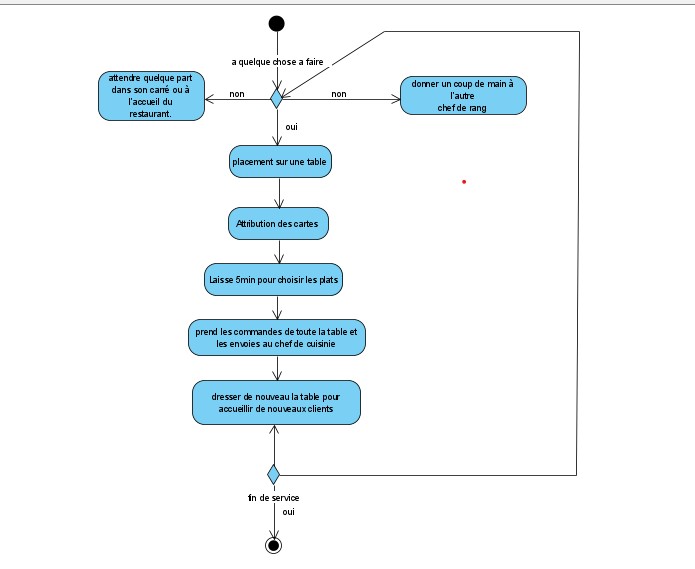 a quelque chose a faire
attendre quelque part
dans son carré ou à
l'accueil du
restaurant.
non
non
donner un coup de main à
l'autre
chef de rang
oui
placement sur une table
Attribution des cartes
Laisse 5min pour choisir les plats
prend les commandes de toute la table et
les envoies au chef de cuisinie
dresser de nouveau la table pour
accueillir de nouveaux clients
fin de service
oui